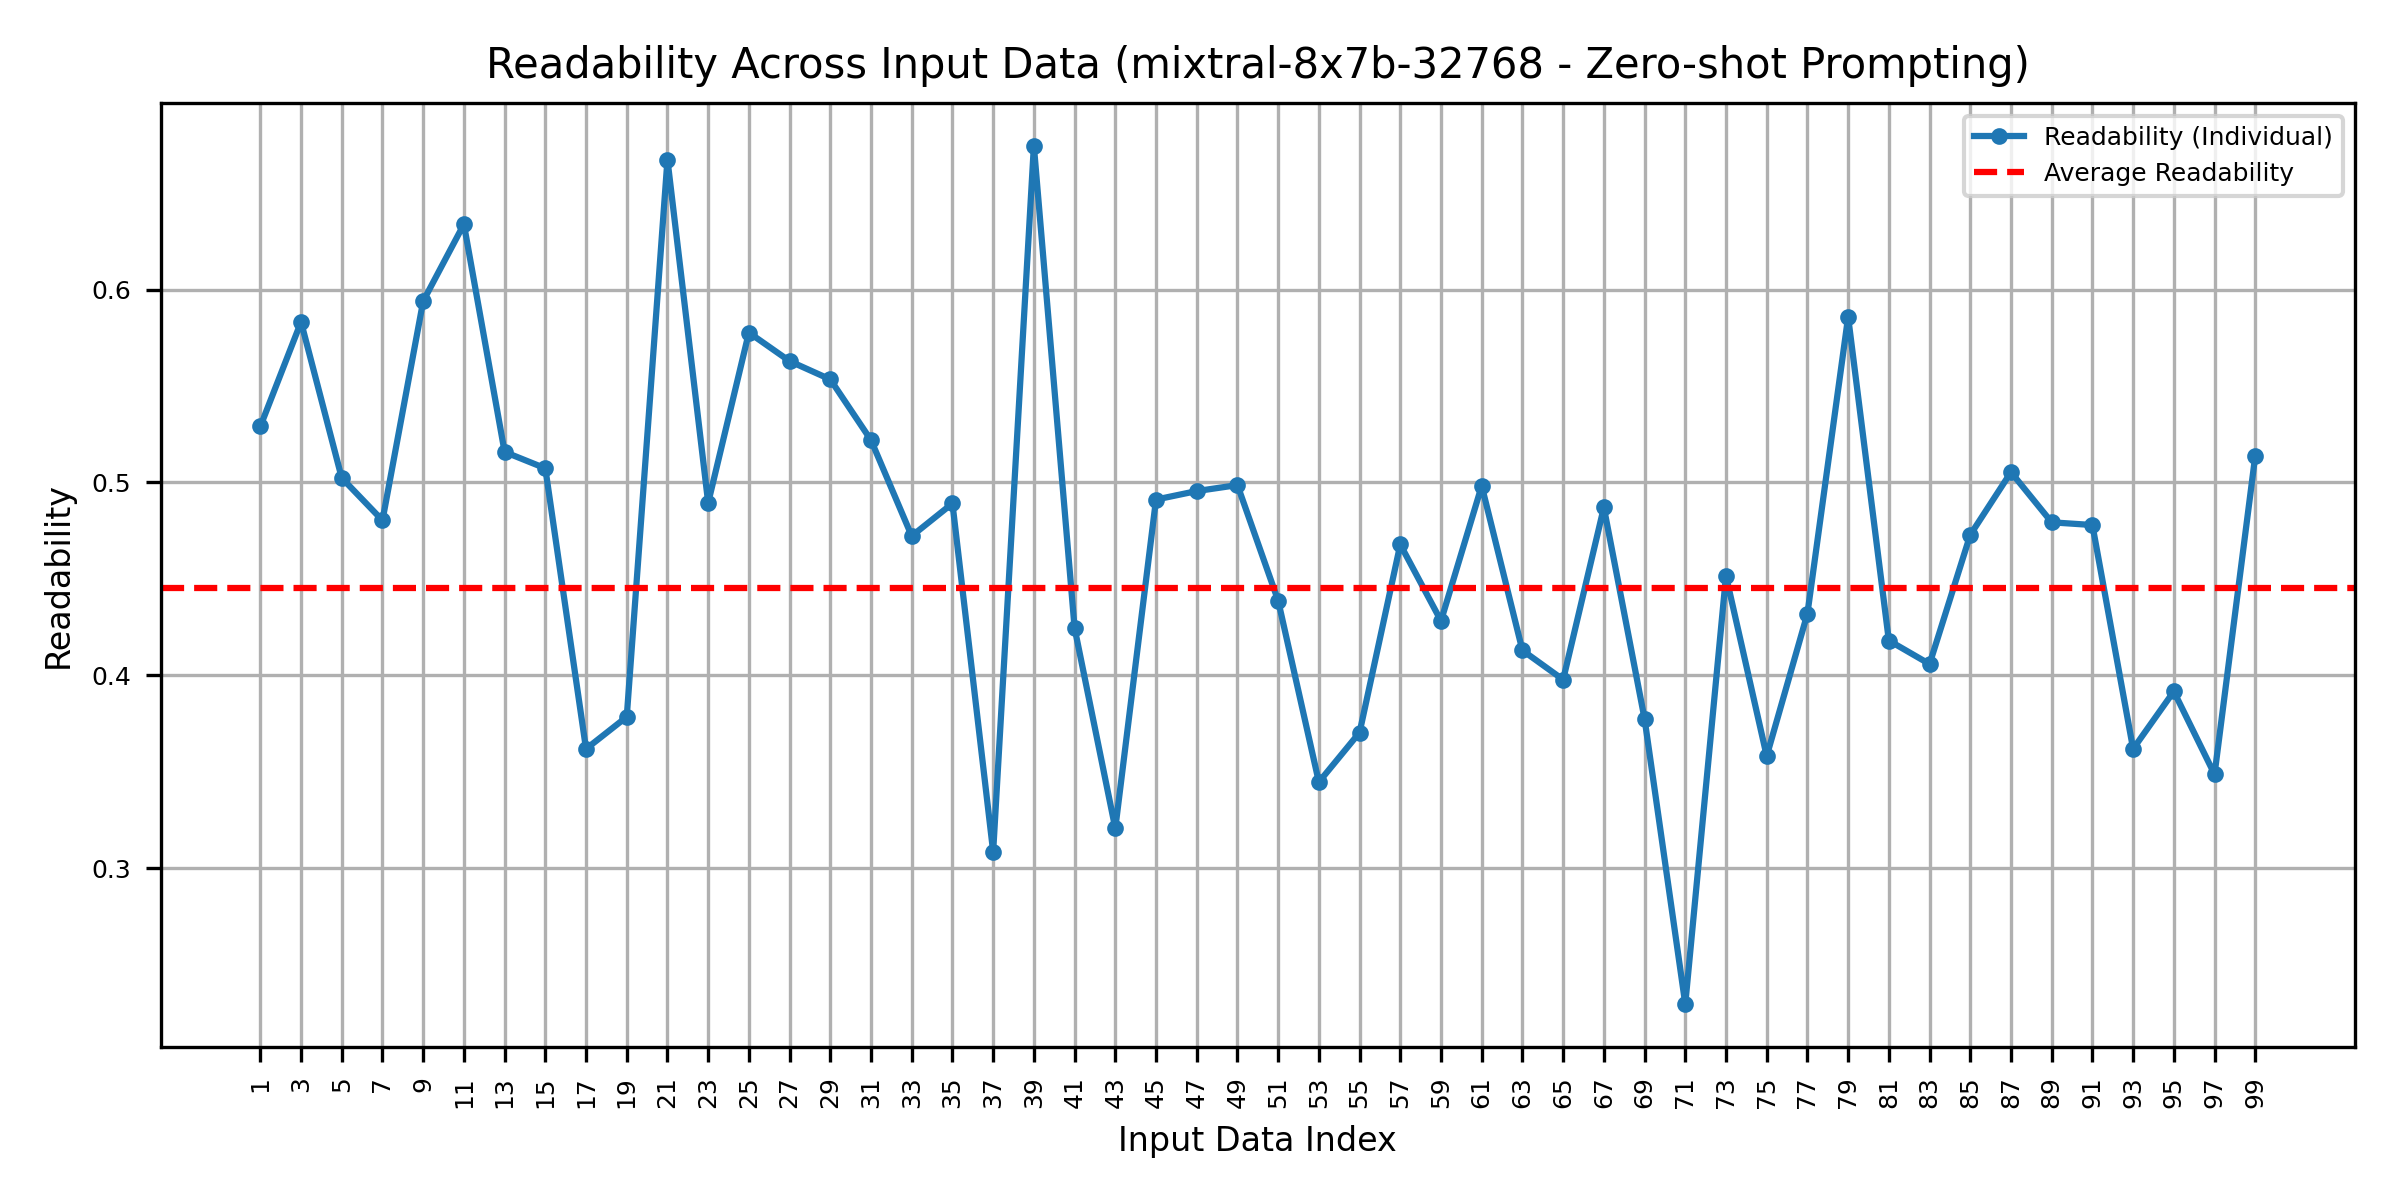 Readability Across Input Data (mixtral-8x7b-32768 - Zero-shot Prompting)
Readability (Individual)
Average Readability
Readability
0.6
0.5
0.4
0.3
1 3 5 7 9 11 13 15 17 19 21 23 25 27 29 31 33 35 37 39 41 43 45 47 49 51 53 55 57 59 61 63 65 67 69 71 73 75 77 79 81 83 85 87 89 91 93 95 97 99
Input Data Index